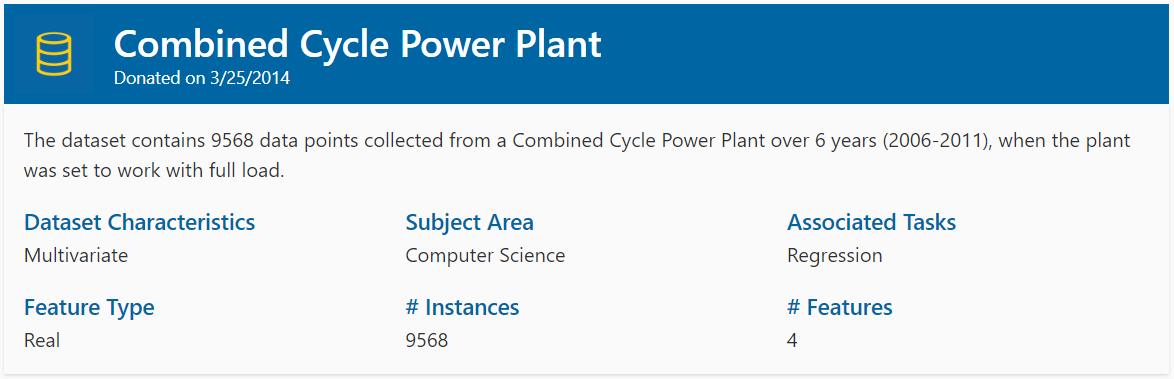 Combined Cycle Power Plant
Donated on 3/25/2014
The dataset contains 9568 data points collected from a Combined Cycle Power Plant over 6 years (2006-2011), when the plant
was set to work with full load.
Dataset Characteristics
Multivariate
Subject Area
Computer Science
Associated Tasks
Regression
Feature Type
Real
# Instances
9568
# Features
4